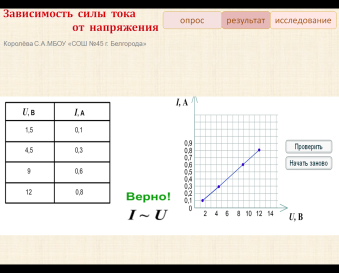 Зависимость силы тока
от напряжения
опрос результат исследование
Королёва С.А.МБОУ «СОШ №45 г. Белгорода»
U, В I, А
1,5 0,1
4,5 0,3
9 0,6
12 0,8
Верно!
I ~ U
I, А
0,9
0,8
0,7
0,6
0,5
0,4
0,3
0,2
0,1
0
2 4 6 8 10 12 14
U, В
Проверить
Начать заново